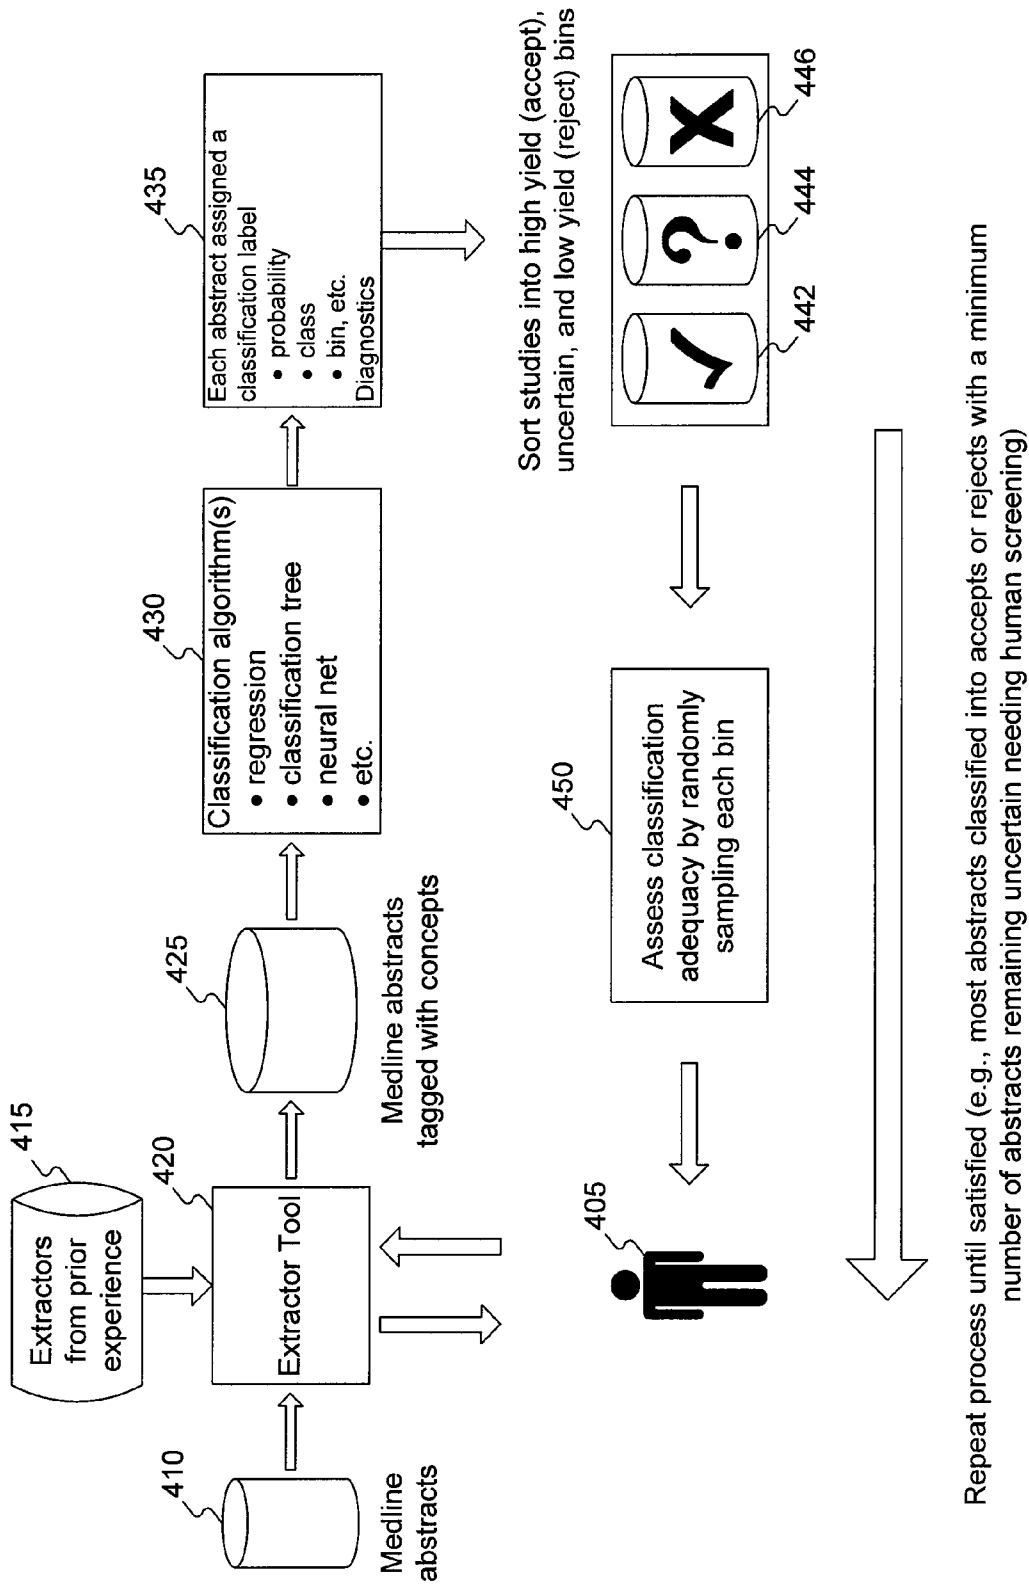 415
Extractors
from prior
experience
410
Medline
abstracts
420
Extractor Tool
425
Medline abstracts
tagged with concepts
430
Classification algorithm(s)
• regression
• classification tree
• neural net
• etc.
435
Each abstract assigned a
classification label
• probability
• class
• bin, etc.
Diagnostics
Sort studies into high yield (accept),
uncertain, and low yield (reject) bins
✓
?
X
442
444
446
450
Assess classification
adequacy by randomly
sampling each bin
405
Repeat process until satisfied (e.g., most abstracts classified into accepts or rejects with a minimum
number of abstracts remaining uncertain needing human screening)